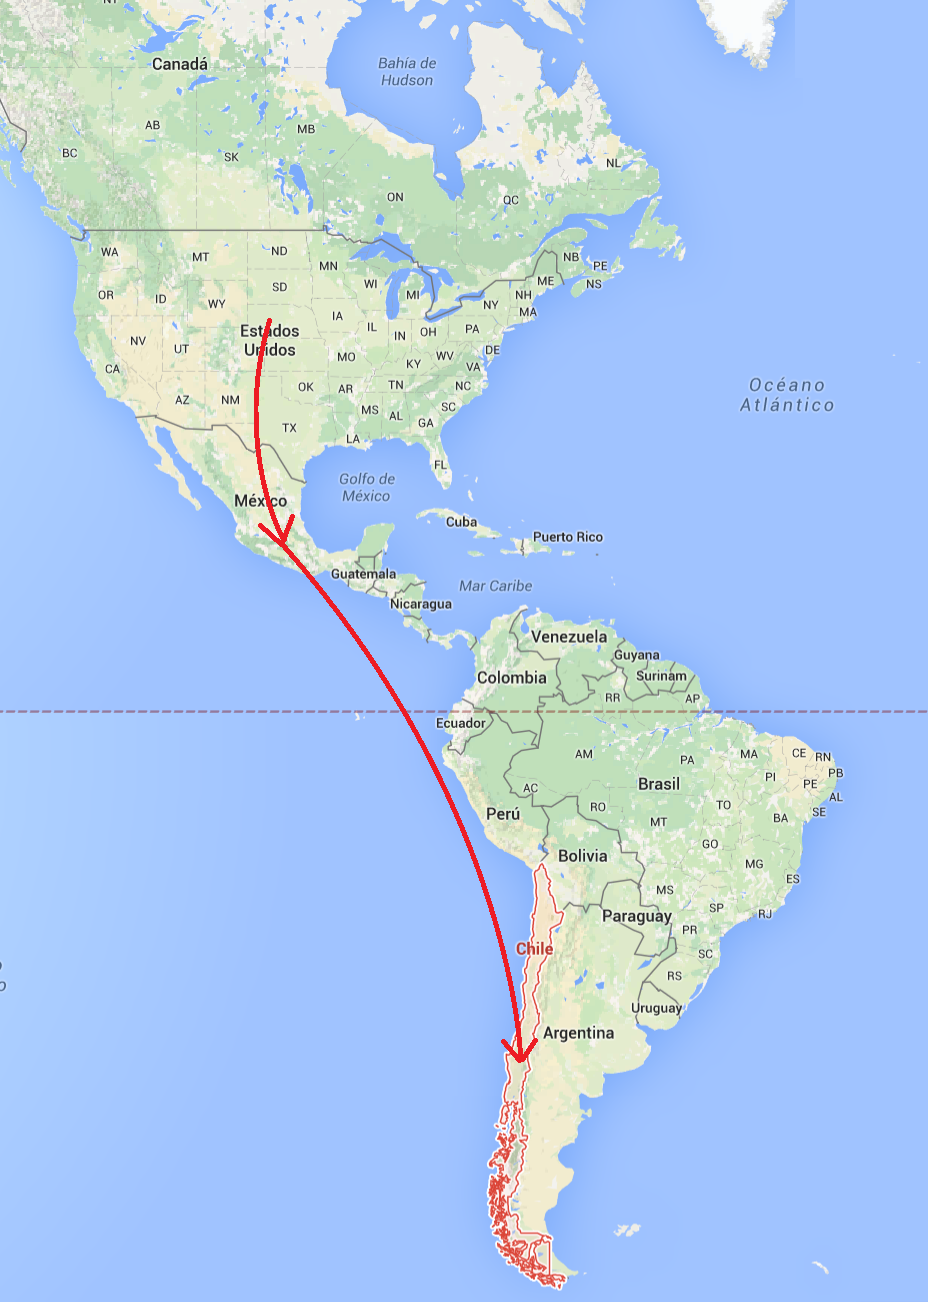 NT
Canadá
Bahía de
Hudson
AB
MB
BC
SK
NL
ON
QC
WA
MT
ND
MN
NB
PE
OR
ID
WY
SD
WI
MI
ME
NS
NY
NH
MA
IA
Estados
Unidos
NV
UT
IL
IN
OH
PA
DE
MO
KY
WV
VA
CA
AZ
NM
OK
AR
TN
NC
SC
MS
AL
GA
TX
LA
FL
Océano
Atlántico
Golfo de
México
México
Cuba
Puerto Rico
Guatemala
Mar Caribe
Nicaragua
Venezuela
Guyana
Surinam
Colombia
RR
AP
Ecuador
AM
PA
MA
CE
RN
PB
PE
AL
SE
PI
AC
Brasil
Perú
RO
TO
BA
MT
GO
MG
ES
Bolivia
MS
SP
RJ
Paraguay
PR
SC
Chile
RS
Uruguay
Argentina